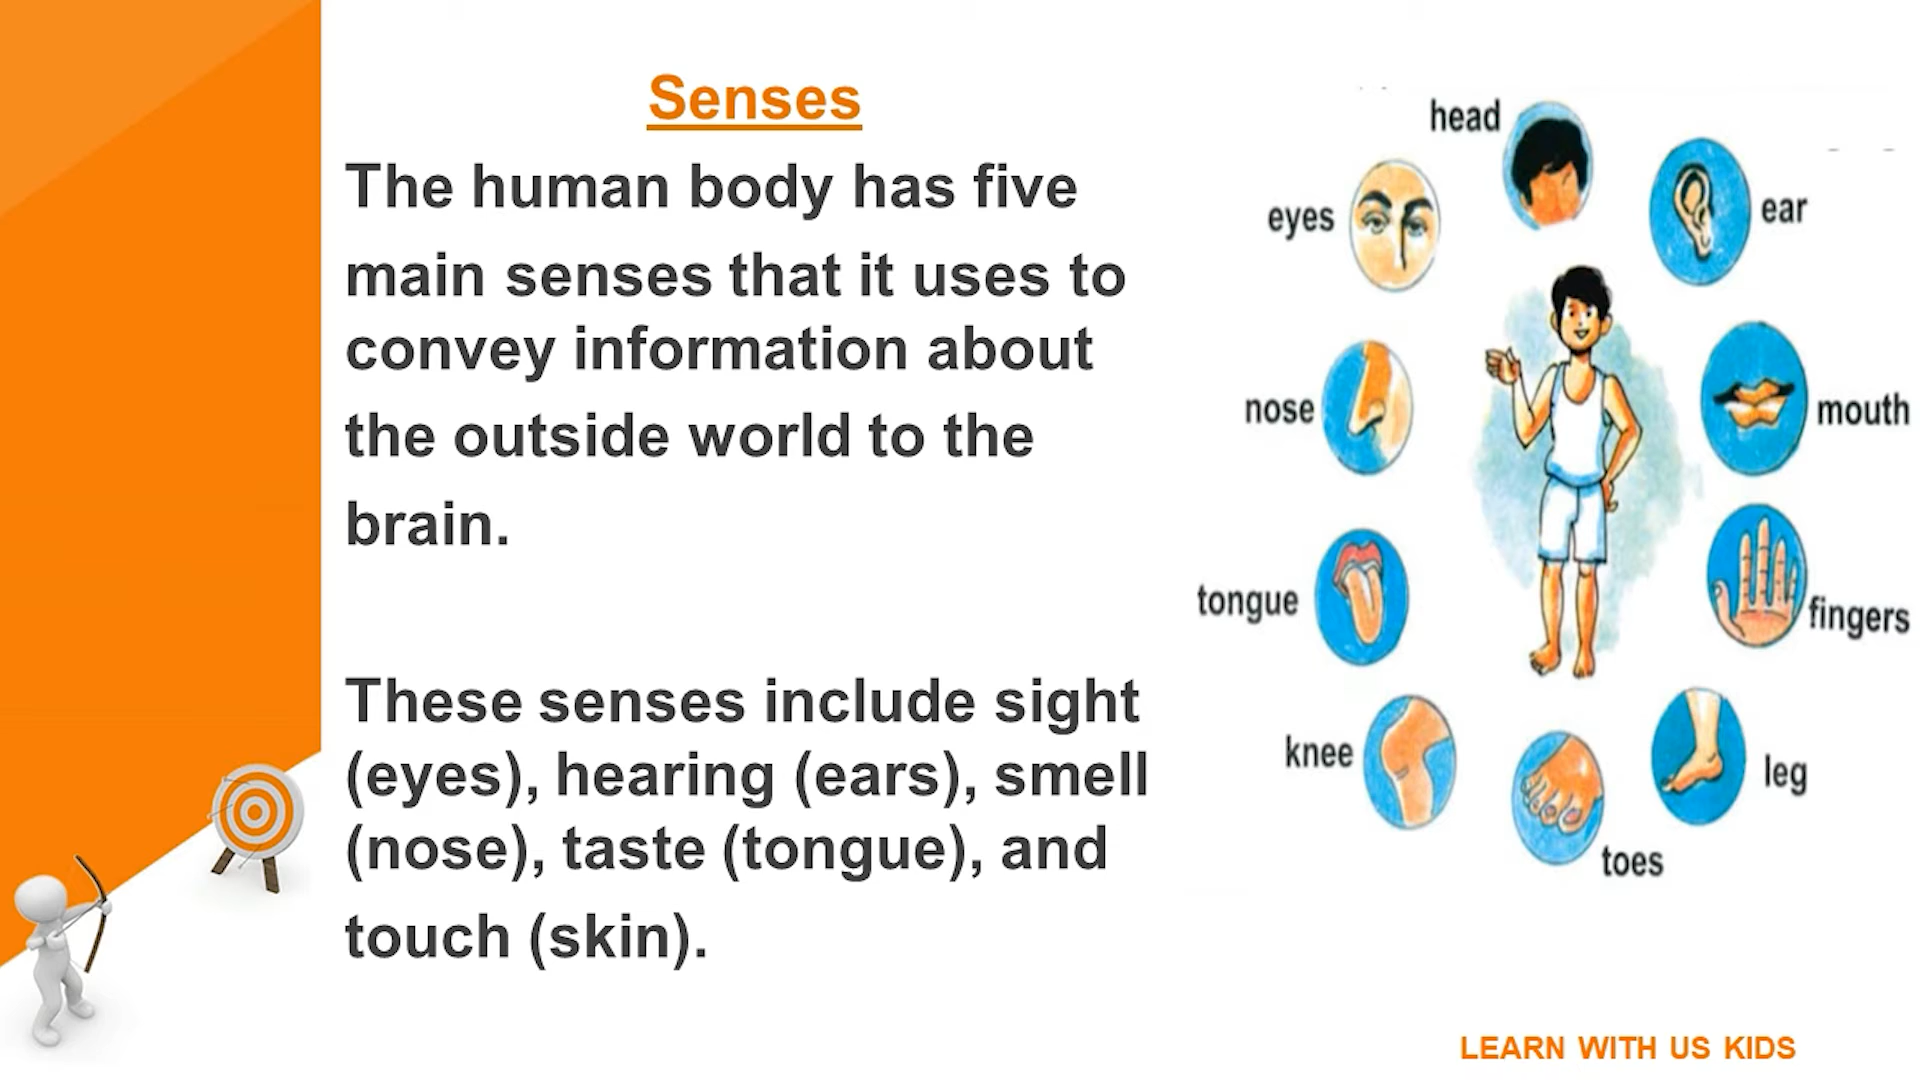 Senses
The human body has five
main senses that it uses to
convey information about
the outside world to the
brain.
These senses include sight
(eyes), hearing (ears), smell
(nose), taste (tongue), and
touch (skin).
head
eyes
ear
nose
mouth
tongue
fingers
knee
leg
toes
LEARN WITH US KIDS